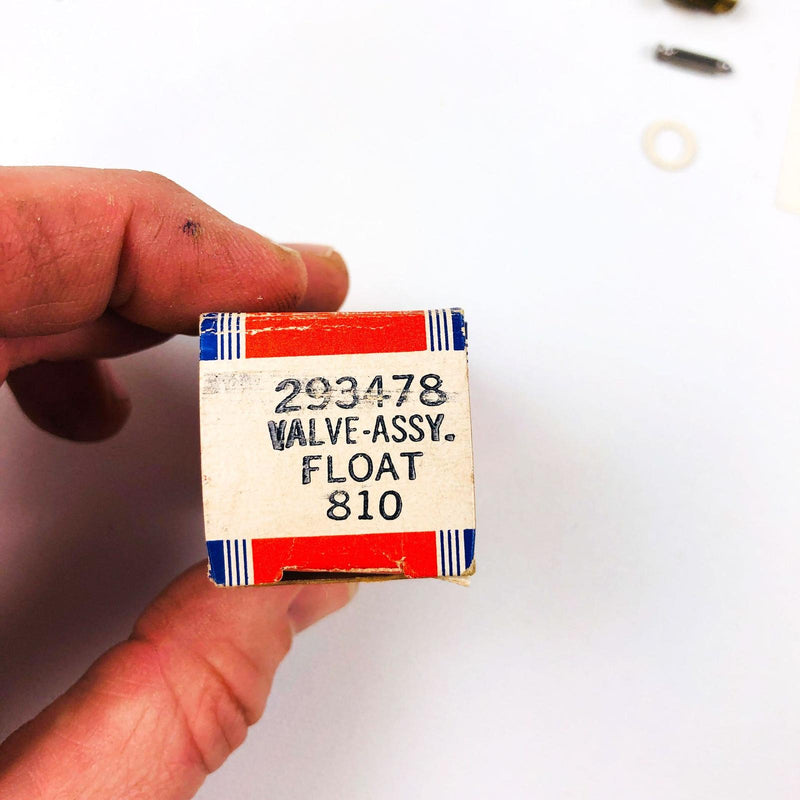 293478
VALVE-ASSY.
FLOAT
810